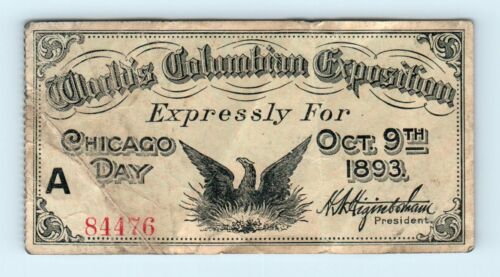 World's Columbian Exposition
Expressly For
CHICAGO DAY
OCT. 9TH 1893.
A
84476
H.N. Higinbotham
President.